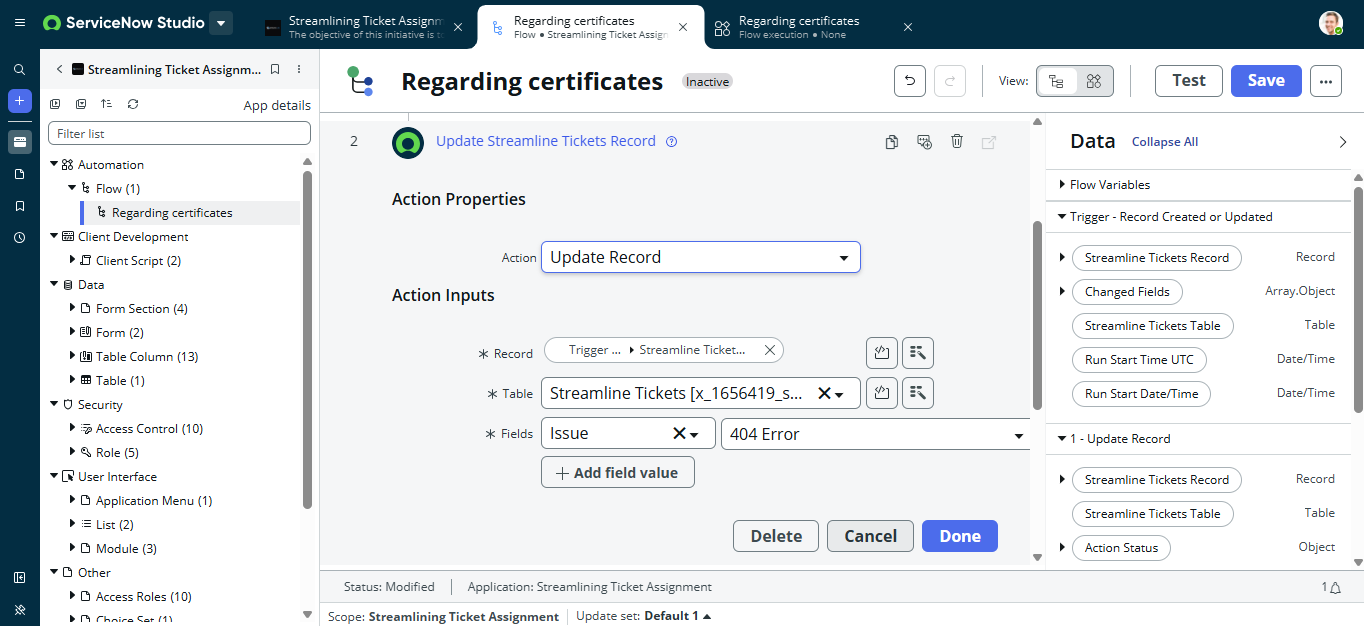 ServiceNow Studio
Streamlining Ticket Assignm
The objective of this initiative is to
Regarding certificates
Flow • Streamlining Ticket Assign
Regarding certificates
Flow execution • None
Streamlining Ticket Assignm...
App details
Filter list
Automation
Flow (1)
Regarding certificates
Client Development
Client Script (2)
Data
Form Section (4)
Form (2)
Table Column (13)
Table (1)
Security
Access Control (10)
Role (5)
User Interface
Application Menu (1)
List (2)
Module (3)
Other
Access Roles (10)
Choice Set (1)
Regarding certificates
Inactive
View:
Test
Save
2
Update Streamline Tickets Record
Action Properties
Action
Update Record
Action Inputs
* Record
Trigger ...
Streamline Ticket...
* Table
Streamline Tickets [x_1656419_s...
* Fields
Issue
404 Error
+ Add field value
Delete
Cancel
Done
Data
Collapse All
Flow Variables
Trigger - Record Created or Updated
Streamline Tickets Record
Record
Changed Fields
Array.Object
Streamline Tickets Table
Table
Run Start Time UTC
Date/Time
Run Start Date/Time
Date/Time
1 - Update Record
Streamline Tickets Record
Record
Streamline Tickets Table
Table
Action Status
Object
Status: Modified
Application: Streamlining Ticket Assignment
1
Scope: Streamlining Ticket Assignment
Update set: Default 1